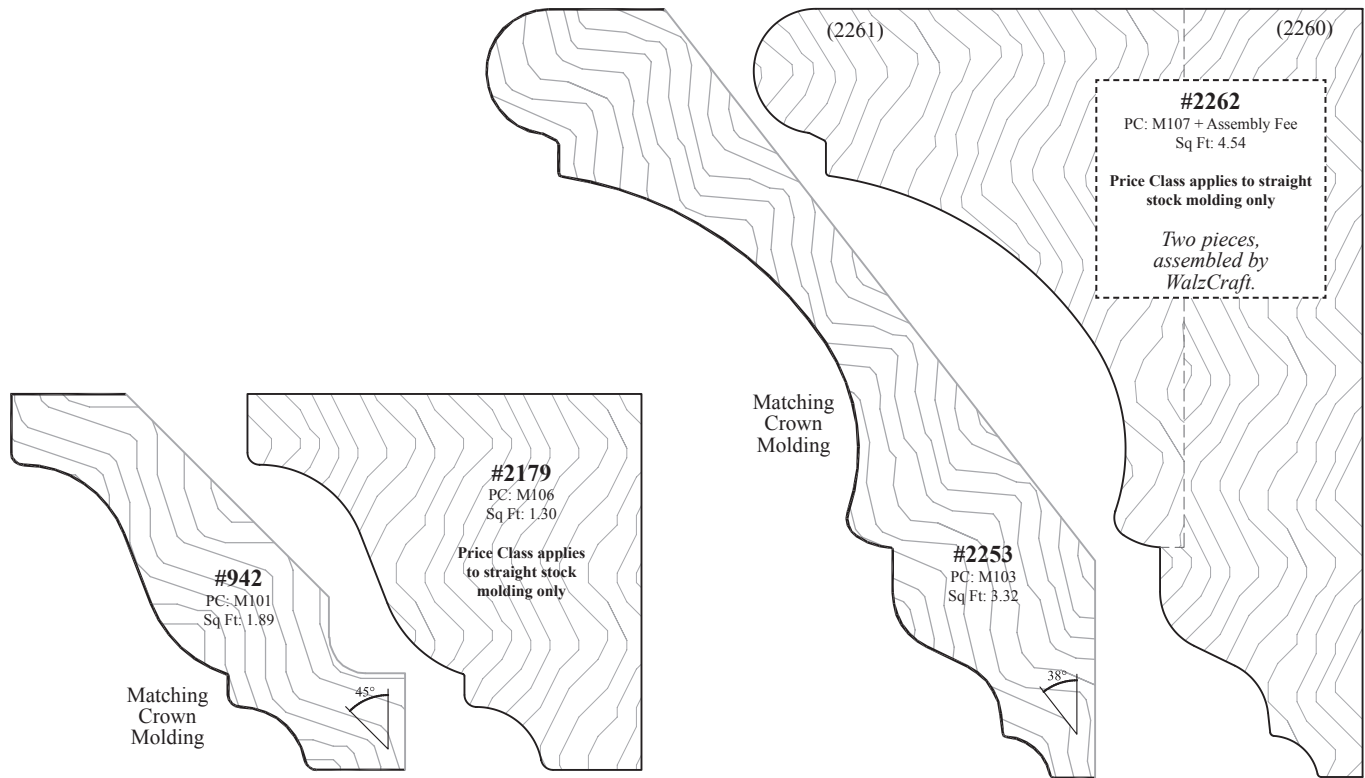 (2261)
(2260)
#2262
PC: M107 + Assembly Fee
Sq Ft: 4.54
Price Class applies to straight
stock molding only
Two pieces,
assembled by
WalzCraft.
Matching
Crown
Molding
#2179
PC: M106
Sq Ft: 1.30
Price Class applies
to straight stock
molding only
#942
PC: M101
Sq Ft: 1.89
45°
Matching
Crown
Molding
#2253
PC: M103
Sq Ft: 3.32
38°